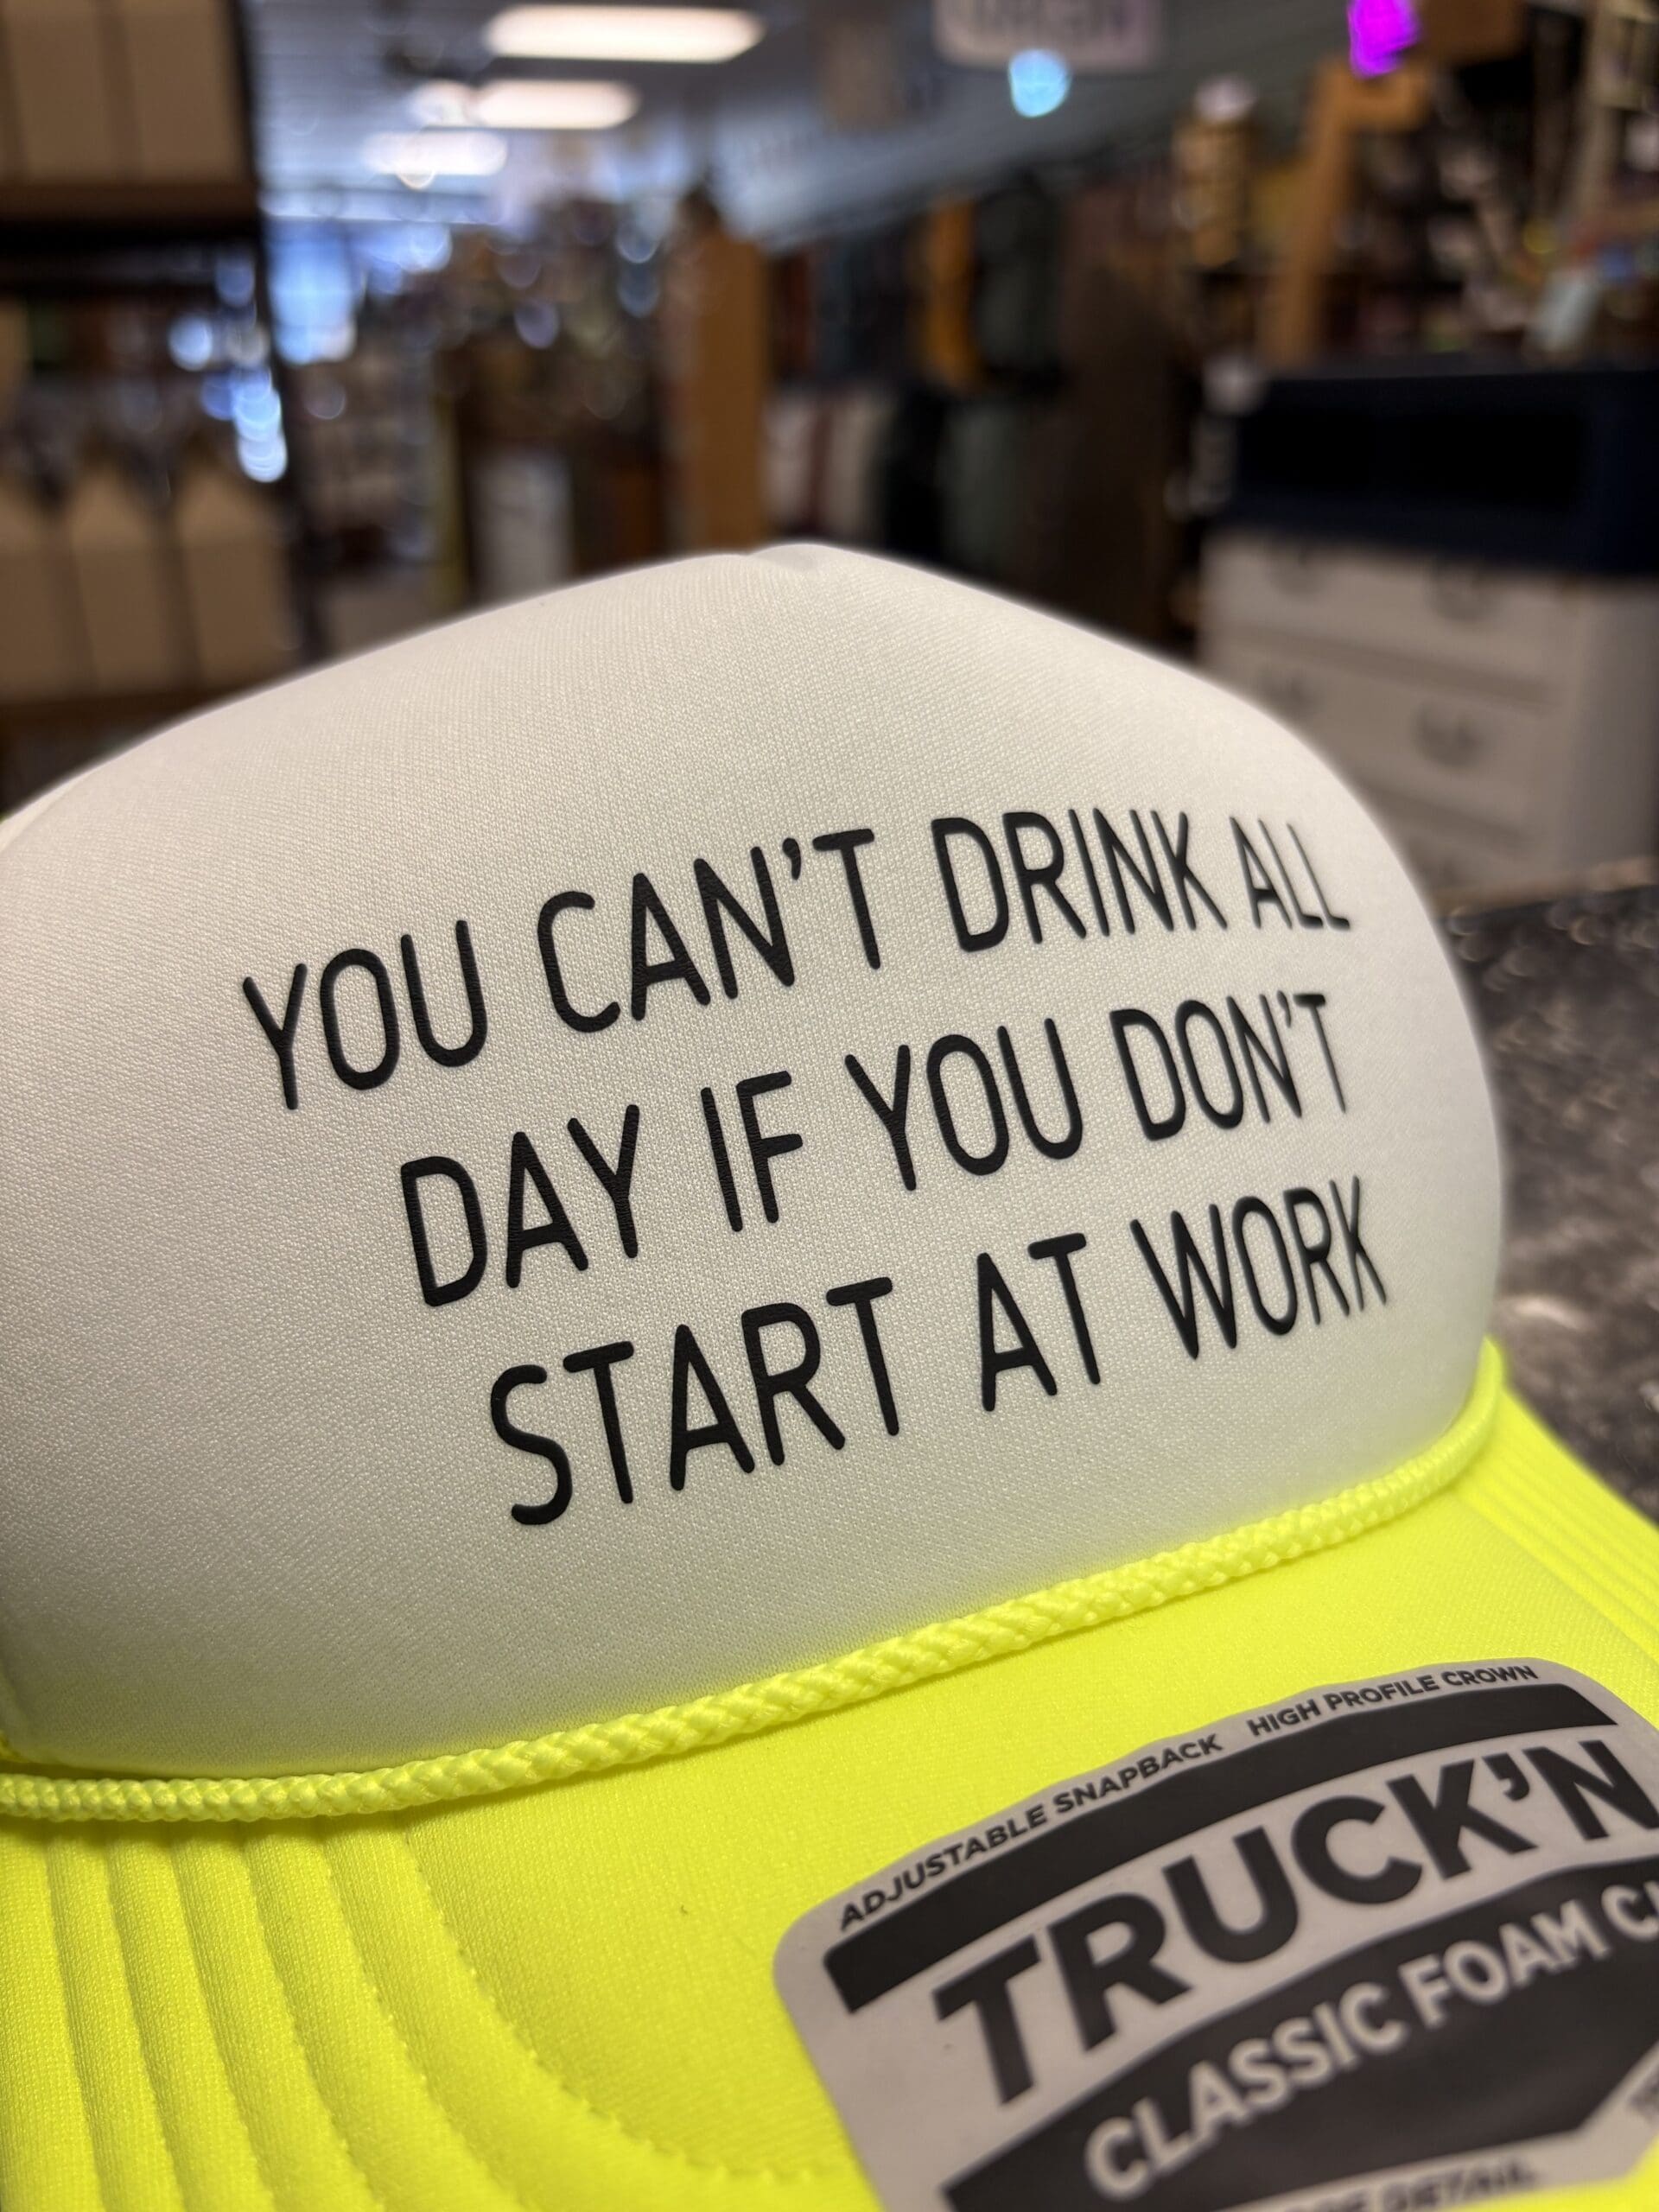 YOU CAN'T DRINK ALL
DAY IF YOU DON'T
START AT WORK
ADJUSTABLE SNAPBACK HIGH PROFILE CROWN
TRUCK'N
CLASSIC FOAM
DETAIL